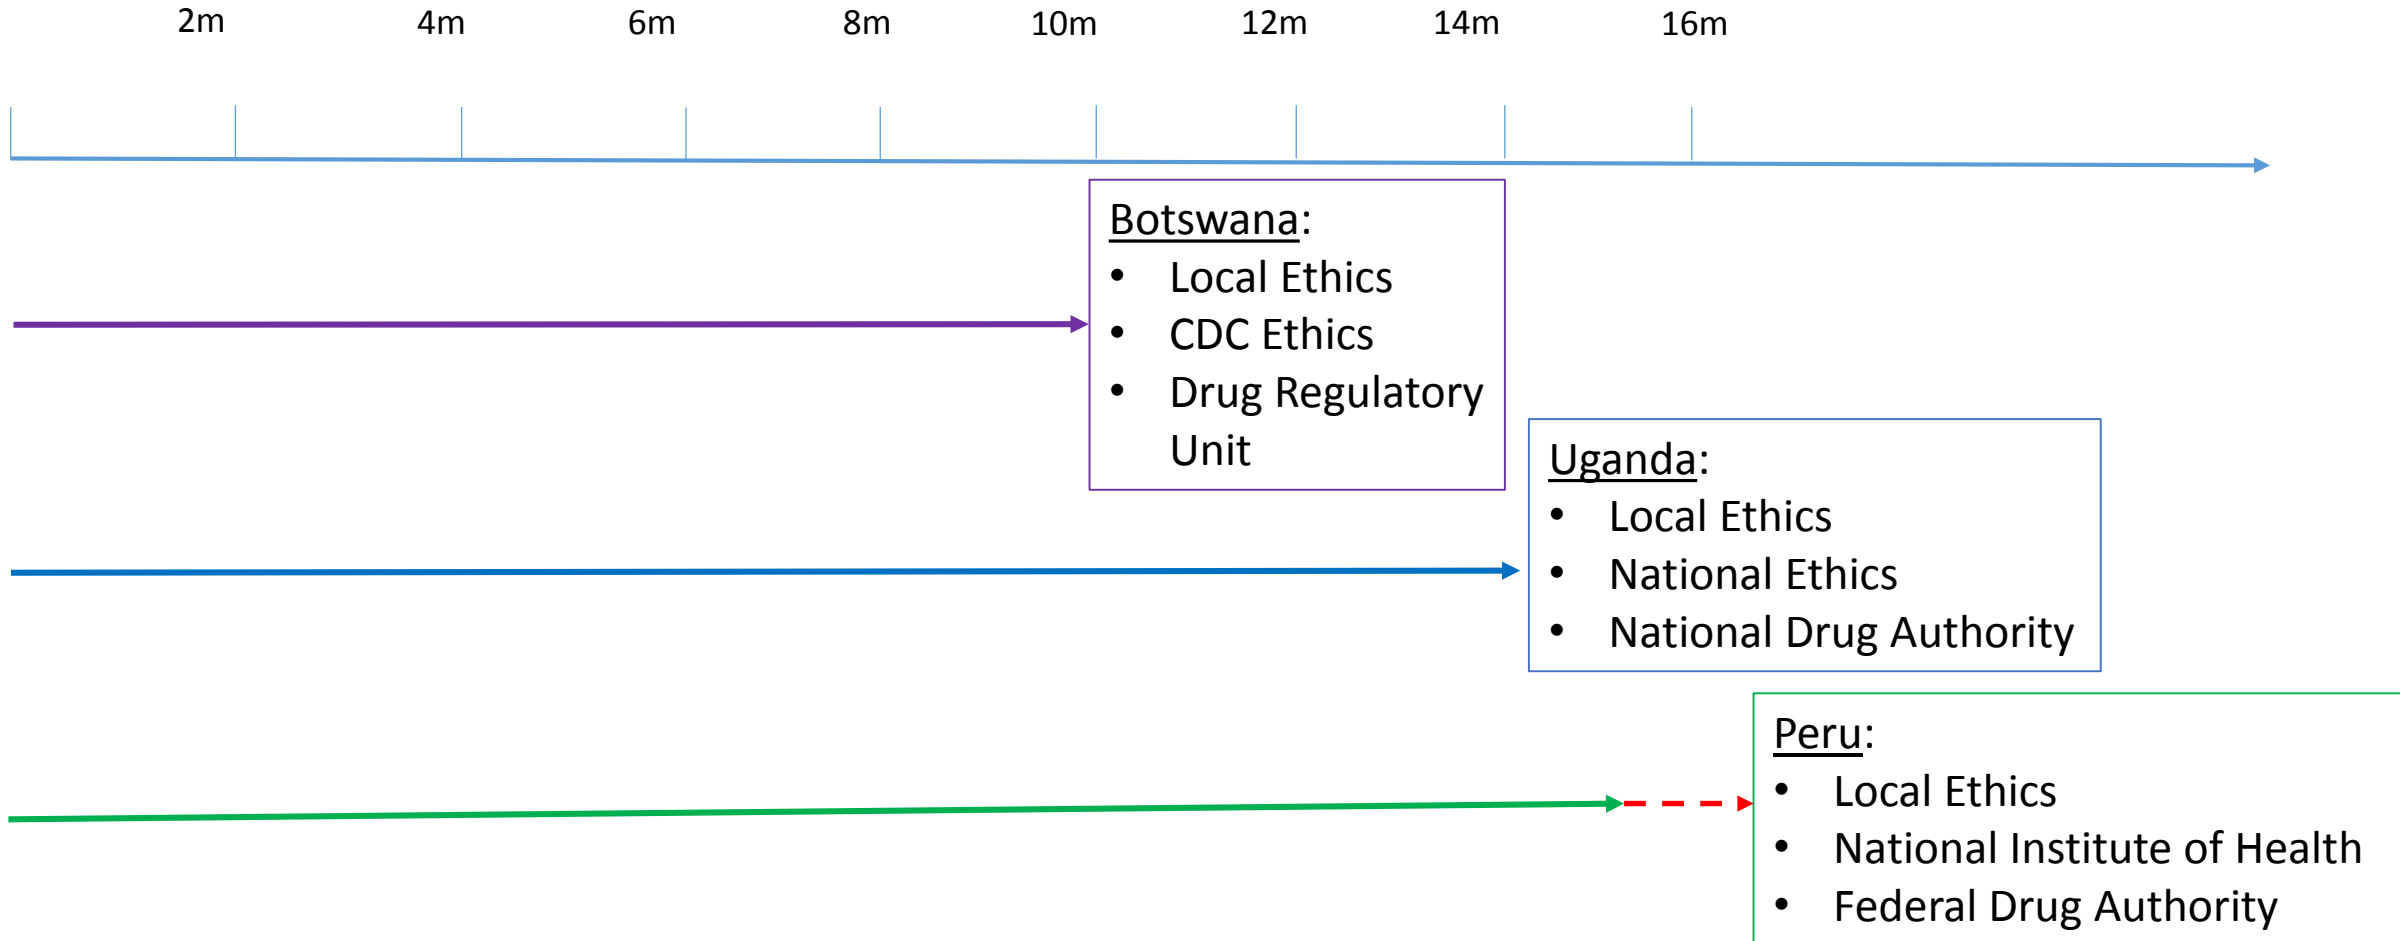 2m 4m 6m 8m 10m 12m 14m 16m
Botswana:
• Local Ethics
• CDC Ethics
• Drug Regulatory
Unit
Uganda:
• Local Ethics
• National Ethics
• National Drug Authority
Peru:
• Local Ethics
• National Institute of Health
• Federal Drug Authority